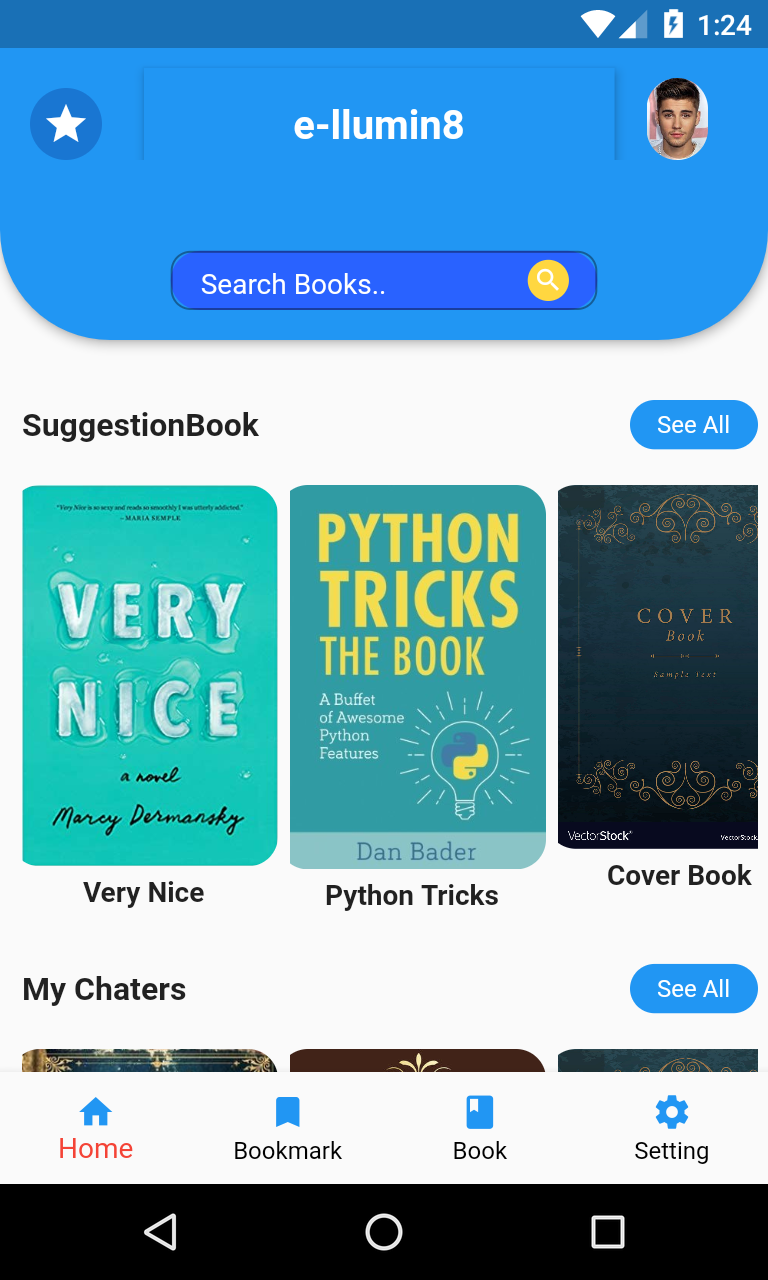 1:24
e-llumin8
Search Books..
SuggestionBook
See All
"Very Nice is so sexy and reads so smoothly I was utterly addicted."
–MARIA SEMPLE
VERY
NICE
a novel
Marcy Dermansky
PYTHON
TRICKS
THE BOOK
A Buffet
of Awesome
Python
Features
Dan Bader
COVER
Book
Sample Text
VectorStock®
VectorStock
Very Nice
Python Tricks
Cover Book
My Chaters
See All
Home
Bookmark
Book
Setting